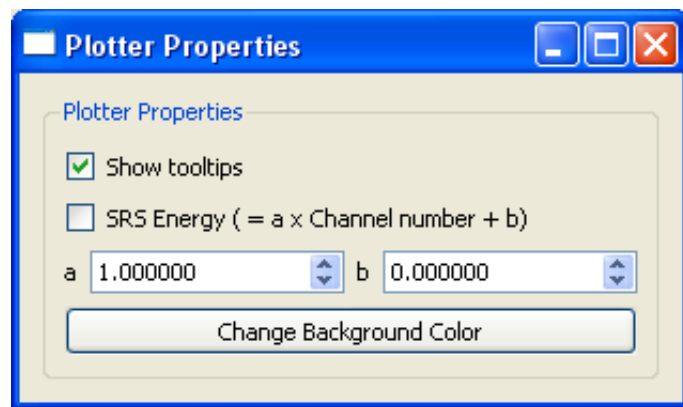 Plotter Properties
Plotter Properties
Show tooltips
SRS Energy ( = a x Channel number + b)
a 1.000000 b 0.000000
Change Background Color